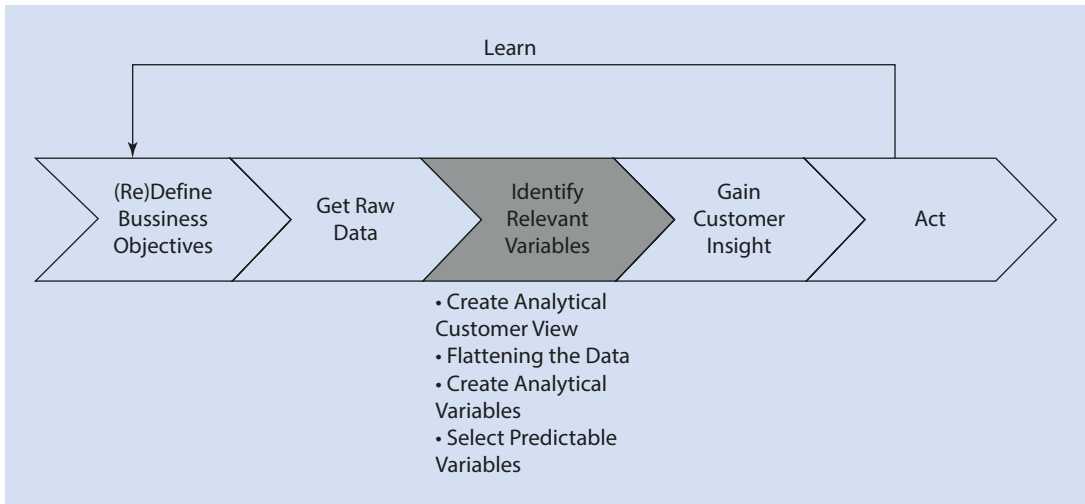 Learn
(Re)Define
Bussiness
Objectives
Get Raw
Data
Identify
Relevant
Variables
Gain
Customer
Insight
Act
• Create Analytical
Customer View
• Flattening the Data
• Create Analytical
Variables
• Select Predictable
Variables